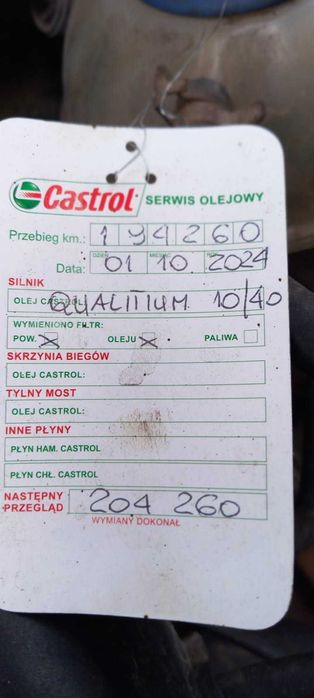 Castrol SERWIS OLEJOWY
Przebieg km.: 194260
DZIEŃ MIESIĄC ROK
Data: 01 10 2024
SILNIK
OLEJ CASTROL: QUALITIUM 10/40
WYMIENIONO FILTR:
POW. X OLEJU X PALIWA
SKRZYNIA BIEGÓW
OLEJ CASTROL:
TYLNY MOST
OLEJ CASTROL:
INNE PŁYNY
PŁYN HAM. CASTROL
PŁYN CHŁ. CASTROL
NASTĘPNY
PRZEGLĄD 204 260
WYMIANY DOKONAŁ